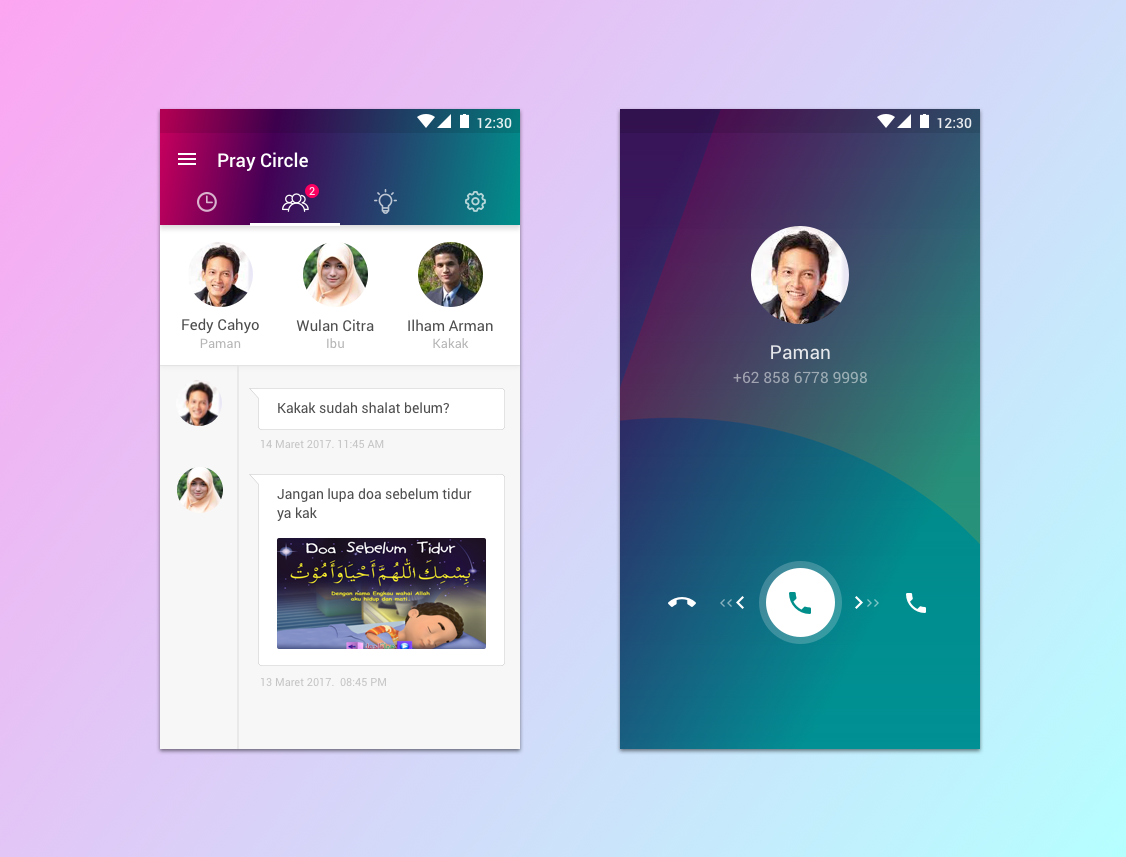 12:30
Pray Circle
2
Fedy Cahyo
Wulan Citra
Ilham Arman
Paman
Ibu
Kakak
Kakak sudah shalat belum?
14 Maret 2017. 11:45 AM
Jangan lupa doa sebelum tidur
ya kak
Doa Sebelum Tidur
بِسْمِكَ اللّٰهُمَّ أَحْيَا وَأَمُوْتُ
Dengan nama Engkau wahai Allah
aku hidup dan mati.
13 Maret 2017. 08:45 PM
12:30
Paman
+62 858 6778 9998